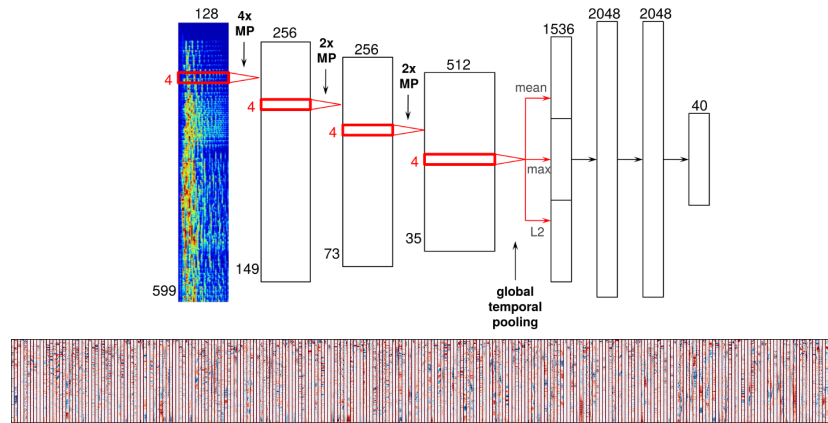 128
4x
MP
256
2x
MP
256
2x
MP
512
1536
2048
2048
40
4
4
4
4
mean
max
L2
599
149
73
35
global
temporal
pooling